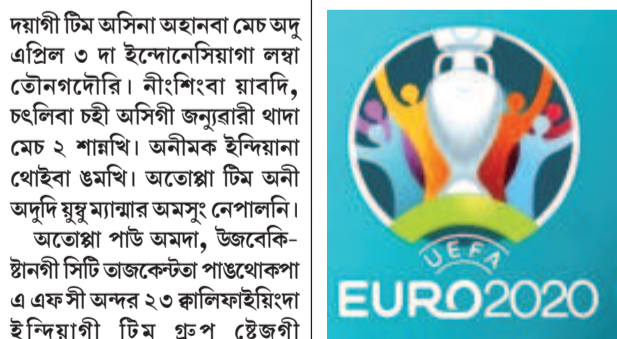 দয়াগী টিম অসিনা অহানবা মেচ অদু
এপ্রিল ৩ দা ইন্দোনেসিয়াগা লম্বা
তৌনগদৌরি। নীংশিংবা য়াবদি,
চৎলিবা চহী অসিগী জন্যুৱারী থাদা
মেচ ২ শান্নখি। অনীমক ইন্দিয়ানা
থোইবা ঙমখি। অতোপ্পা টিম অনী
অদুদি য়ুম্বু ম্যান্মার অমসুং নেপালনি।
অতোপ্পা পাউ অমদা, উজবেকি-
ষ্টানগী সিটি তাজকেন্টতা পাঙথোকপা
এ এফ সী অন্দর ২৩ ক্বালিফাইয়িংদা
ইন্দিয়াগী টিম গ্রুপ ষ্টেজগী
UEFA
EURO2020